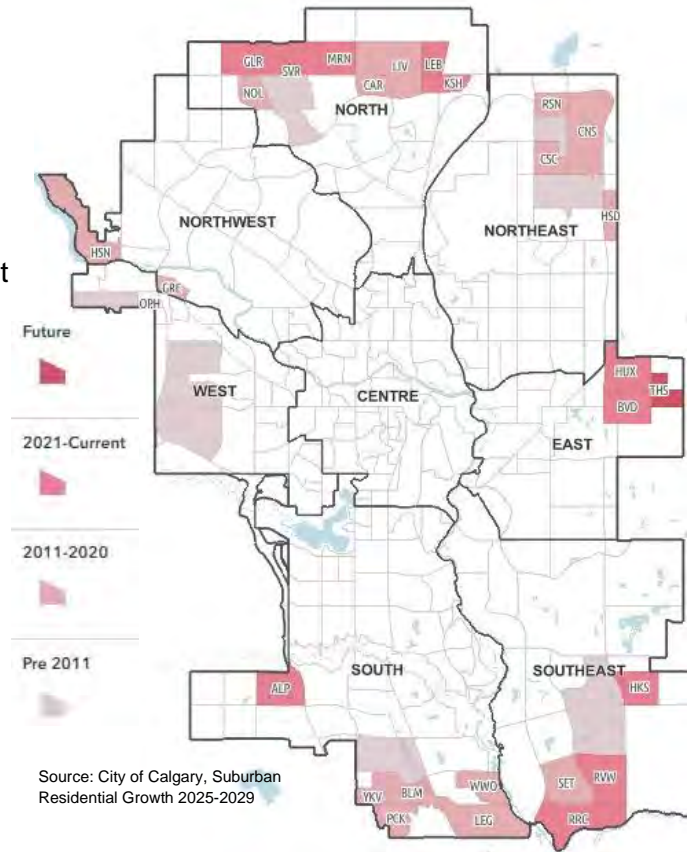 GLR
SVR
MRN
LIV
LEB
NOL
CAR
KSH
NORTH
RSN
CNS
CSC
NORTHWEST
NORTHEAST
HSD
HSN
GRE
OPH
t
Future
2021-Current
2011-2020
Pre 2011
WEST
CENTRE
HUX
THS
BVD
EAST
SOUTH
SOUTHEAST
ALP
HKS
YKV
BLM
WWO
SET
RVW
PCK
LEG
RRC
Source: City of Calgary, Suburban
Residential Growth 2025-2029